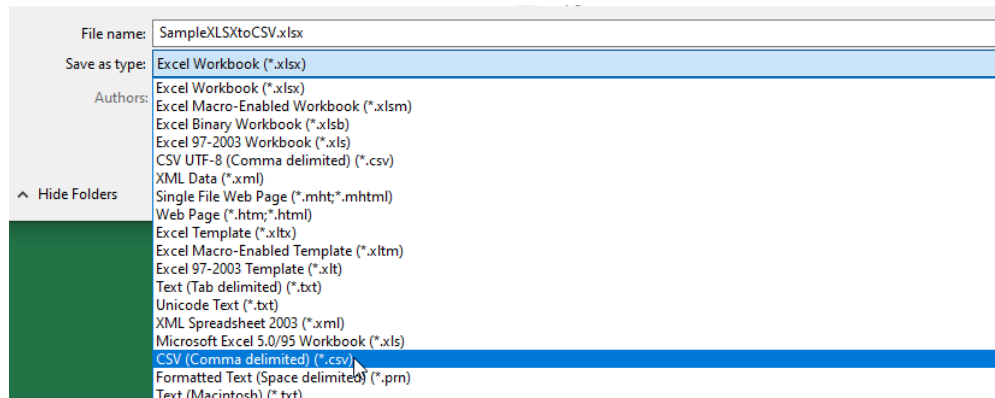 File name: SampleXLSXtoCSV.xlsx
Save as type: Excel Workbook (*.xlsx)
Authors:
Excel Workbook (*.xlsx)
Excel Macro-Enabled Workbook (*.xlsm)
Excel Binary Workbook (*.xlsb)
Excel 97-2003 Workbook (*.xls)
CSV UTF-8 (Comma delimited) (*.csv)
XML Data (*.xml)
Hide Folders
Single File Web Page (*.mht;*.mhtml)
Web Page (*.htm;*.html)
Excel Template (*.xltx)
Excel Macro-Enabled Template (*.xltm)
Excel 97-2003 Template (*.xlt)
Text (Tab delimited) (*.txt)
Unicode Text (*.txt)
XML Spreadsheet 2003 (*.xml)
Microsoft Excel 5.0/95 Workbook (*.xls)
CSV (Comma delimited) (*.csv)
Formatted Text (Space delimited) (*.prn)
Text (Macintosh) (*.txt)